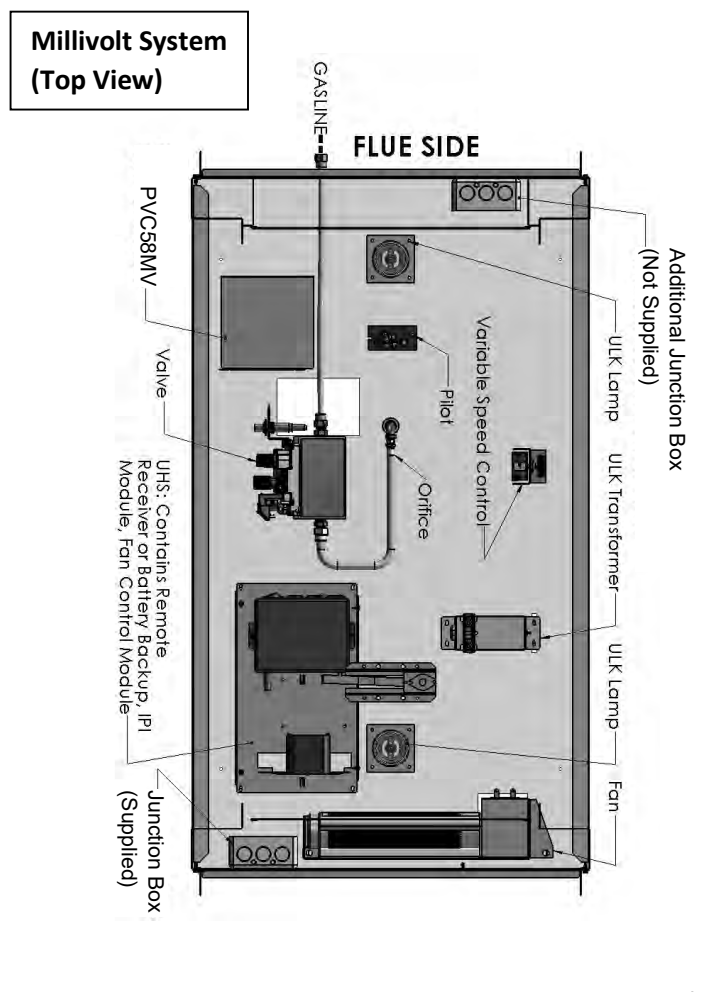 Millivolt System
(Top View)
GASLINE
FLUE SIDE
Additional Junction Box
(Not Supplied)
ULK Lamp
ULK Transformer
ULK Lamp
Fan
Variable Speed Control
Pilot
Orifice
PVC58MV
Valve
UHS: Contains Remote
Receiver or Battery Backup, IPI
Module, Fan Control Module
Junction Box
(Supplied)